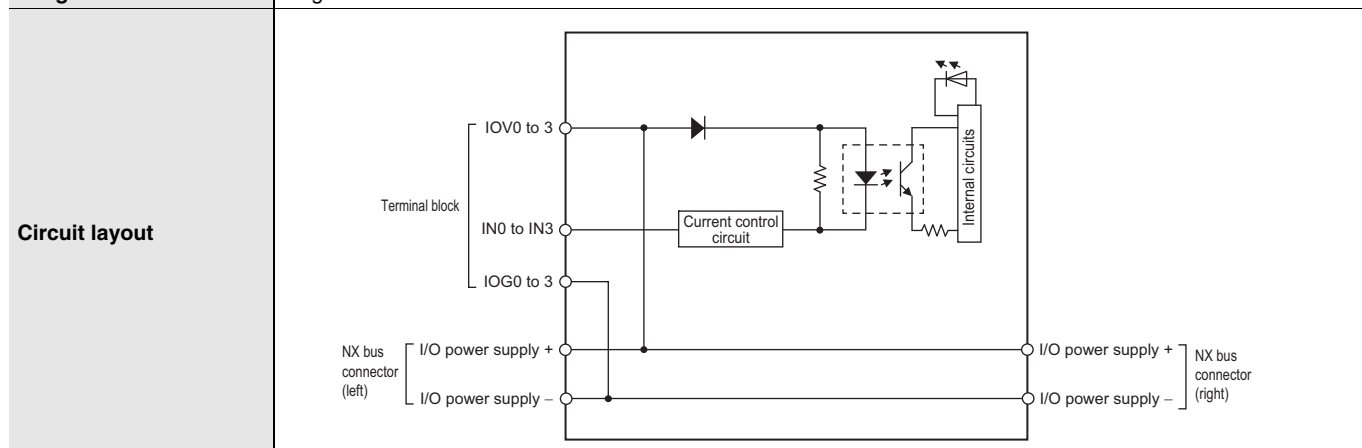 Circuit layout
IOV0 to 3
Terminal block
IN0 to IN3
Current control
circuit
IOG0 to 3
Internal circuits
NX bus
connector
(left)
I/O power supply +
I/O power supply –
I/O power supply +
I/O power supply –
NX bus
connector
(right)